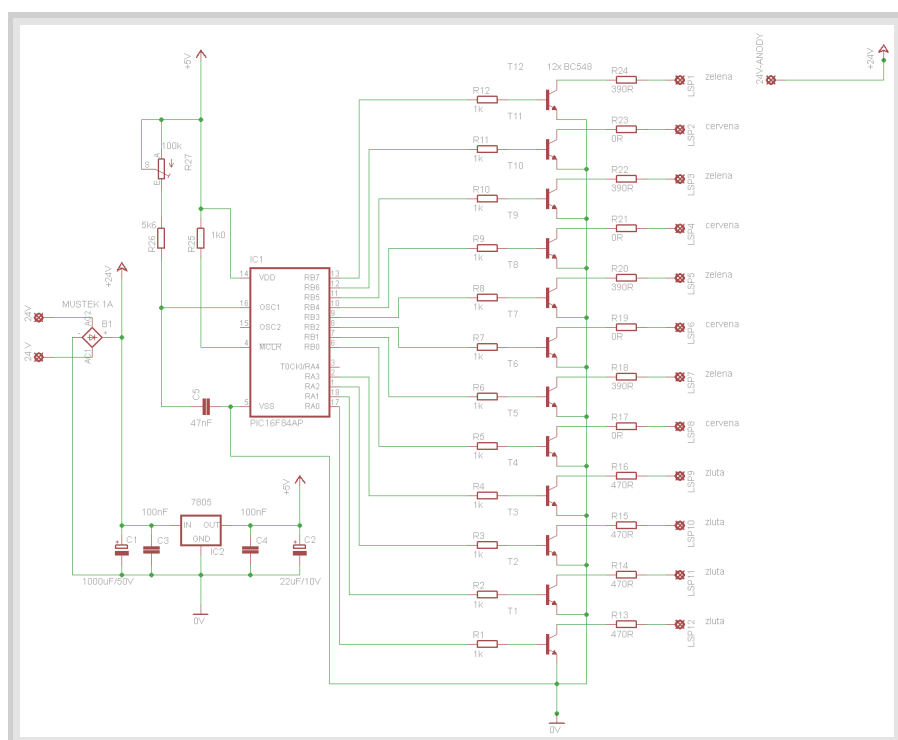 +5V
100k
A
S
E
R27
5k6
R26
R25
1k0
+24V
MUSTEK 1A
24V
24V
AC2
AC1
B1
-
+
IC1
14
VDD
16
OSC1
15
OSC2
4
MCLR
5
VSS
RB7
13
RB6
12
RB5
11
RB4
10
RB3
9
RB2
8
RB1
7
RB0
6
TOCKI/RA4
3
RA3
2
RA2
1
RA1
18
RA0
17
PIC16F84AP
C5
47nF
+5V
100nF
7805
100nF
IN
OUT
GND
IC2
C1
C3
C4
C2
1000uF/50V
22uF/10V
0V
T12
12x BC548
R12
1k
R24
390R
LSP1
zelena
T11
R11
1k
R23
0R
LSP2
cervena
T10
R10
1k
R22
390R
LSP3
zelena
T9
R9
1k
R21
0R
LSP4
cervena
T8
R8
1k
R20
390R
LSP5
zelena
T7
R7
1k
R19
0R
LSP6
cervena
T6
R6
1k
R18
390R
LSP7
zelena
T5
R5
1k
R17
0R
LSP8
cervena
T4
R4
1k
R16
470R
LSP9
zluta
T3
R3
1k
R15
470R
LSP10
zluta
T2
R2
1k
R14
470R
LSP11
zluta
T1
R1
1k
R13
470R
LSP12
zluta
0V
24V-ANODY
+24V